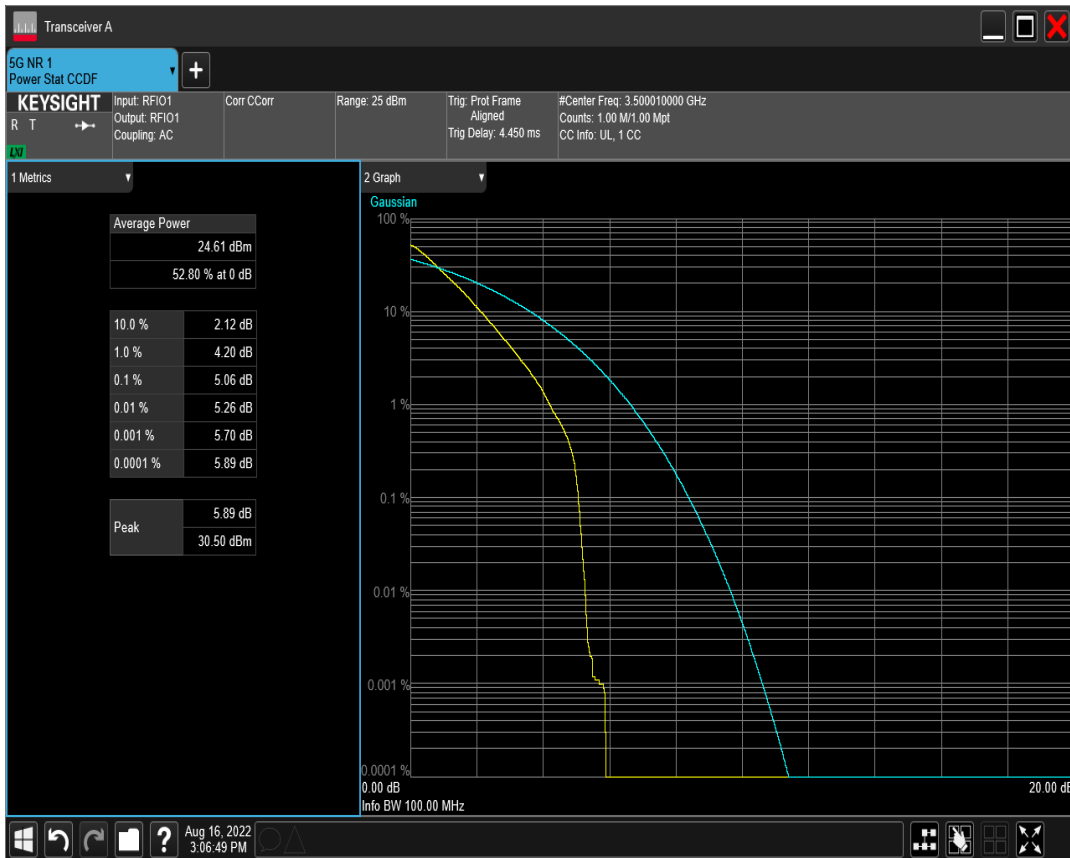 Transceiver A
5G NR 1
Power Stat CCDF
KEYSIGHT
R T
LXI
Input: RFIO1
Output: RFIO1
Coupling: AC
Corr CCorr
Range: 25 dBm
Trig: Prot Frame
Aligned
Trig Delay: 4.450 ms
#Center Freq: 3.500010000 GHz
Counts: 1.00 M/1.00 Mpt
CC Info: UL, 1 CC
1 Metrics
Average Power
24.61 dBm
52.80 % at 0 dB
10.0 % 2.12 dB
1.0 % 4.20 dB
0.1 % 5.06 dB
0.01 % 5.26 dB
0.001 % 5.70 dB
0.0001 % 5.89 dB
Peak 5.89 dB
30.50 dBm
2 Graph
Gaussian
100 %
10 %
1 %
0.1 %
0.01 %
0.001 %
0.0001 %
0.00 dB 20.00 dB
Info BW 100.00 MHz
? Aug 16, 2022
3:06:49 PM